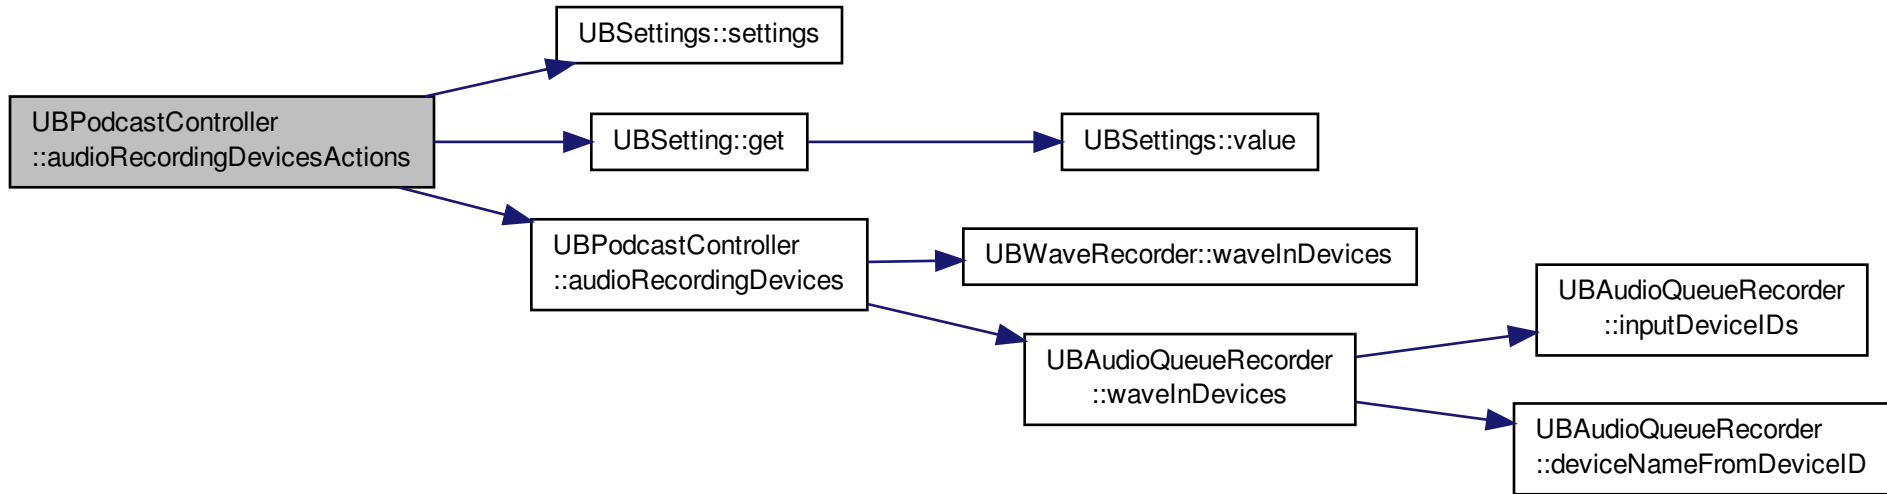 UBSettings::settings
UBPodcastController
::audioRecordingDevicesActions
UBSetting::get
UBSettings::value
UBPodcastController
::audioRecordingDevices
UBWaveRecorder::waveInDevices
UBAudioQueueRecorder
::inputDeviceIDs
UBAudioQueueRecorder
::waveInDevices
UBAudioQueueRecorder
::deviceNameFromDeviceID